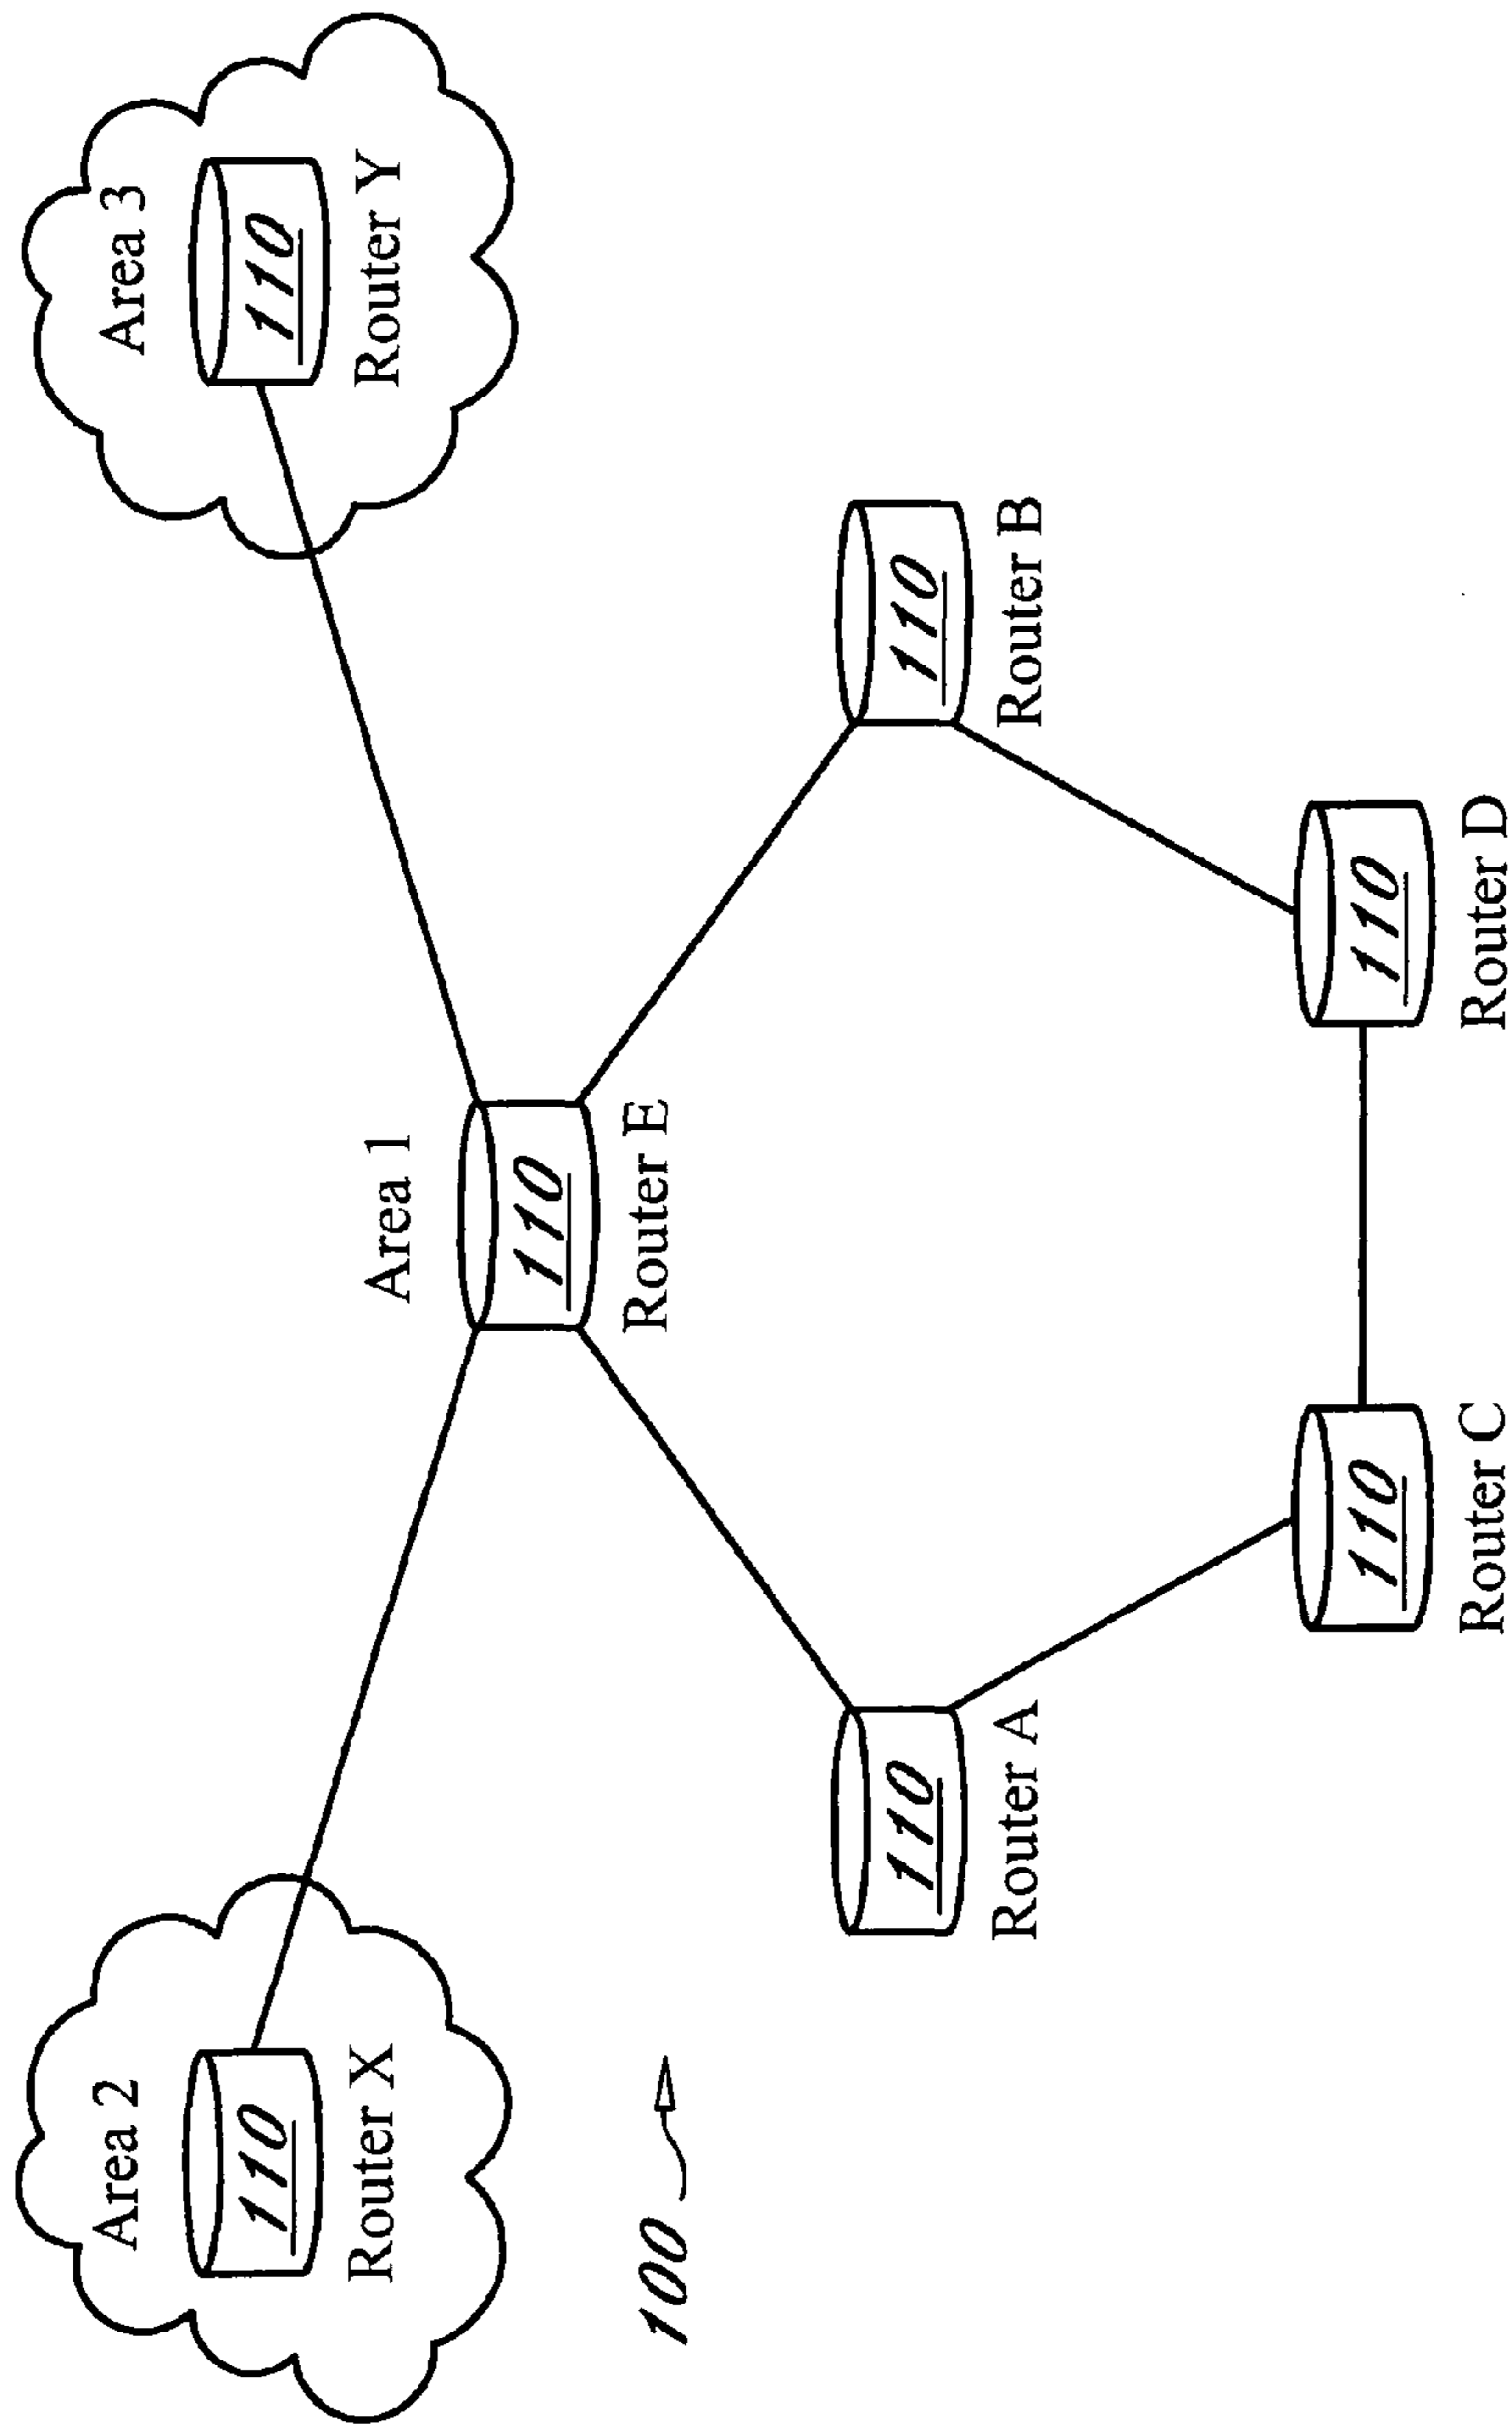 Area 2
110
Router X
Area 3
110
Router Y
Area 1
110
Router E
100
110
Router A
110
Router B
110
Router C
110
Router D